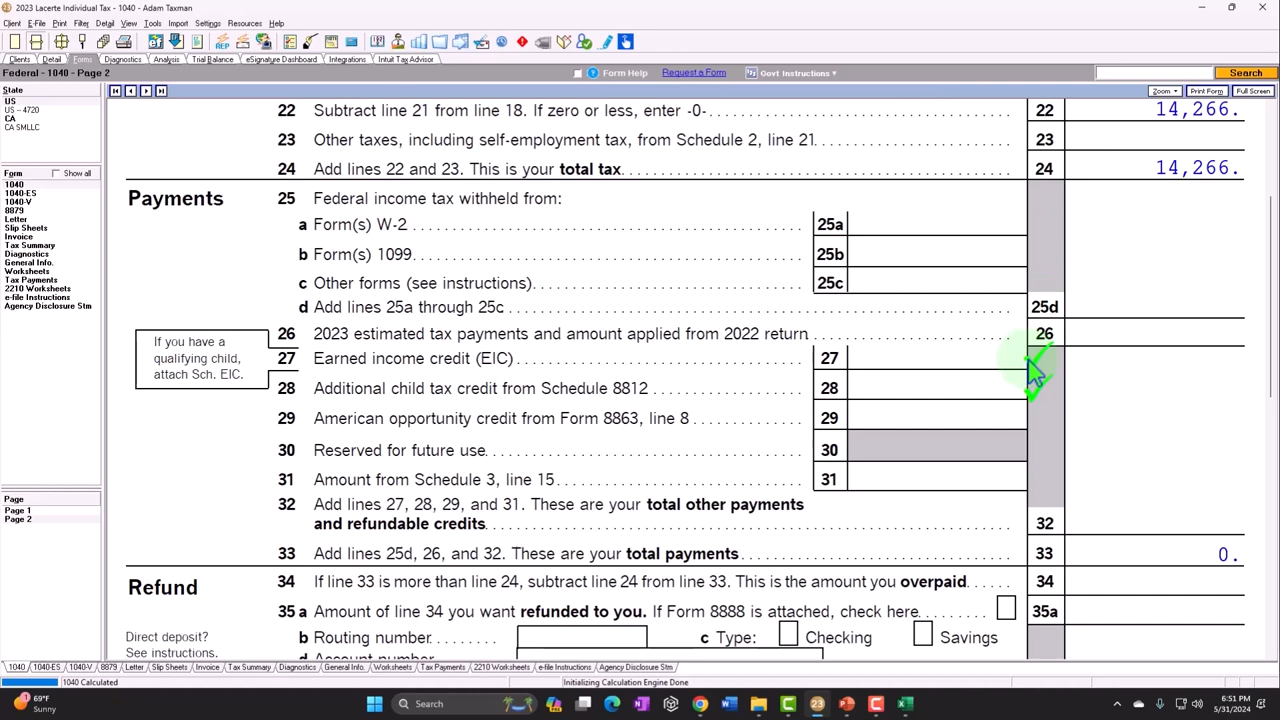 2023 Lacerte Individual Tax - 1040 - Adam Taxman
Client E-File Print Filter Detail View Tools Import Settings Resources Help
REP
Clients Detail Forms Diagnostics Analysis Trial Balance eSignature Dashboard Integrations Intuit Tax Advisor
Federal - 1040 - Page 2
Form Help Request a Form Govt Instructions Search
Zoom Print Form Full Screen
State
US
US - 4720
CA
CA SMLLC
Form Show all
1040
1040-ES
1040-V
8879
Letter
Slip Sheets
Invoice
Tax Summary
Diagnostics
General Info.
Worksheets
Tax Payments
2210 Worksheets
e-file Instructions
Agency Disclosure Stm
Page
Page 1
Page 2
22 Subtract line 21 from line 18. If zero or less, enter -0- 22 14,266.
23 Other taxes, including self-employment tax, from Schedule 2, line 21 23
24 Add lines 22 and 23. This is your total tax 24 14,266.
Payments 25 Federal income tax withheld from:
a Form(s) W-2 25a
b Form(s) 1099 25b
c Other forms (see instructions) 25c
d Add lines 25a through 25c 25d
26 2023 estimated tax payments and amount applied from 2022 return 26
If you have a
qualifying child,
attach Sch. EIC.
27 Earned income credit (EIC) 27
28 Additional child tax credit from Schedule 8812 28
29 American opportunity credit from Form 8863, line 8 29
30 Reserved for future use 30
31 Amount from Schedule 3, line 15 31
32 Add lines 27, 28, 29, and 31. These are your total other payments
and refundable credits 32
33 Add lines 25d, 26, and 32. These are your total payments 33 0.
Refund 34 If line 33 is more than line 24, subtract line 24 from line 33. This is the amount you overpaid 34
35a Amount of line 34 you want refunded to you. If Form 8888 is attached, check here 35a
Direct deposit?
See instructions.
b Routing number c Type: Checking Savings
d Account number
1040 1040-ES 1040-V 8879 Letter Slip Sheets Invoice Tax Summary Diagnostics General Info. Worksheets Tax Payments 2210 Worksheets e-file Instructions Agency Disclosure Stm
1040 Calculated Initializing Calculation Engine Done
69°F
Sunny
Search
23
6:51 PM
5/31/2024